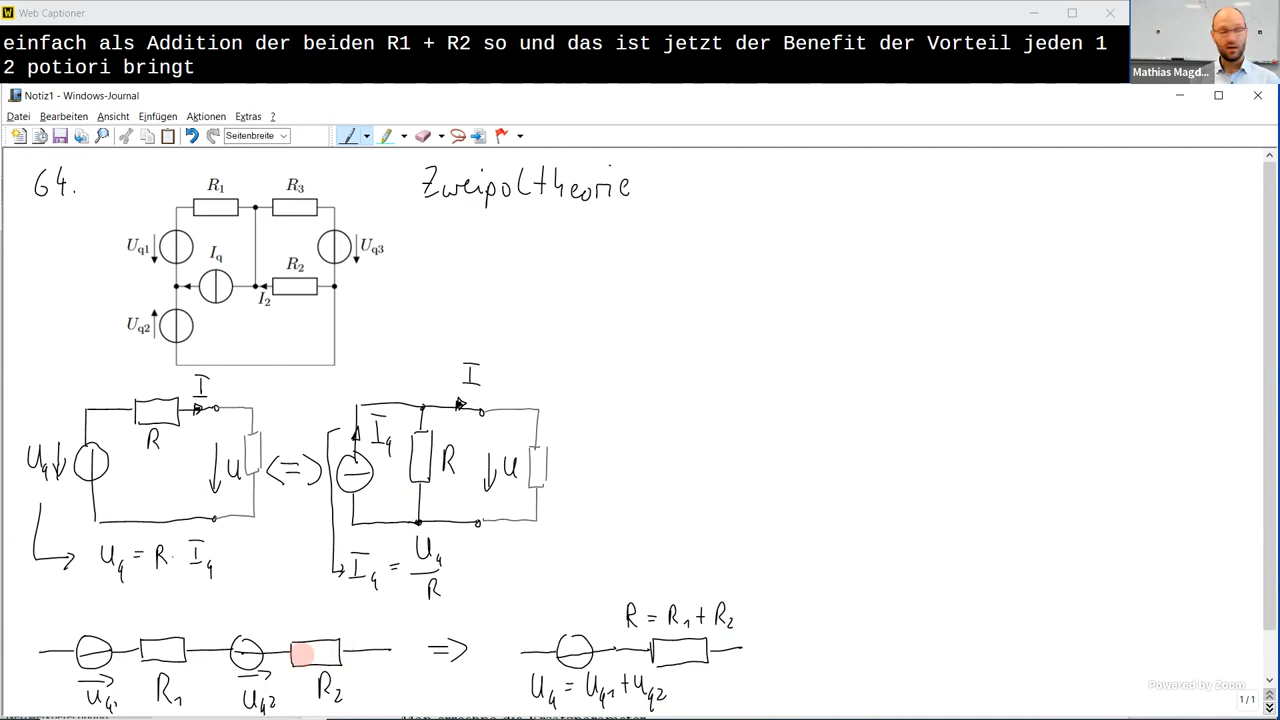 Web Captioner
einfach als Addition der beiden R1 + R2 so und das ist jetzt der Benefit der Vorteil jeden 1
2 potiori bringt
Mathias Magd...
Notiz1 - Windows-Journal
Datei Bearbeiten Ansicht Einfügen Aktionen Extras ?
Seitenbreite
64.
Zweipoltheorie
R1 R3
Uq1 Iq Uq3
R2
I2
Uq2
I I
Uq R U <=> Iq R U
Uq = R · Iq
Iq = Uq / R
R = R1 + R2
=>
Uq1 R1 Uq2 R2
Uq = Uq1 + Uq2
Powered by Zoom
1/1